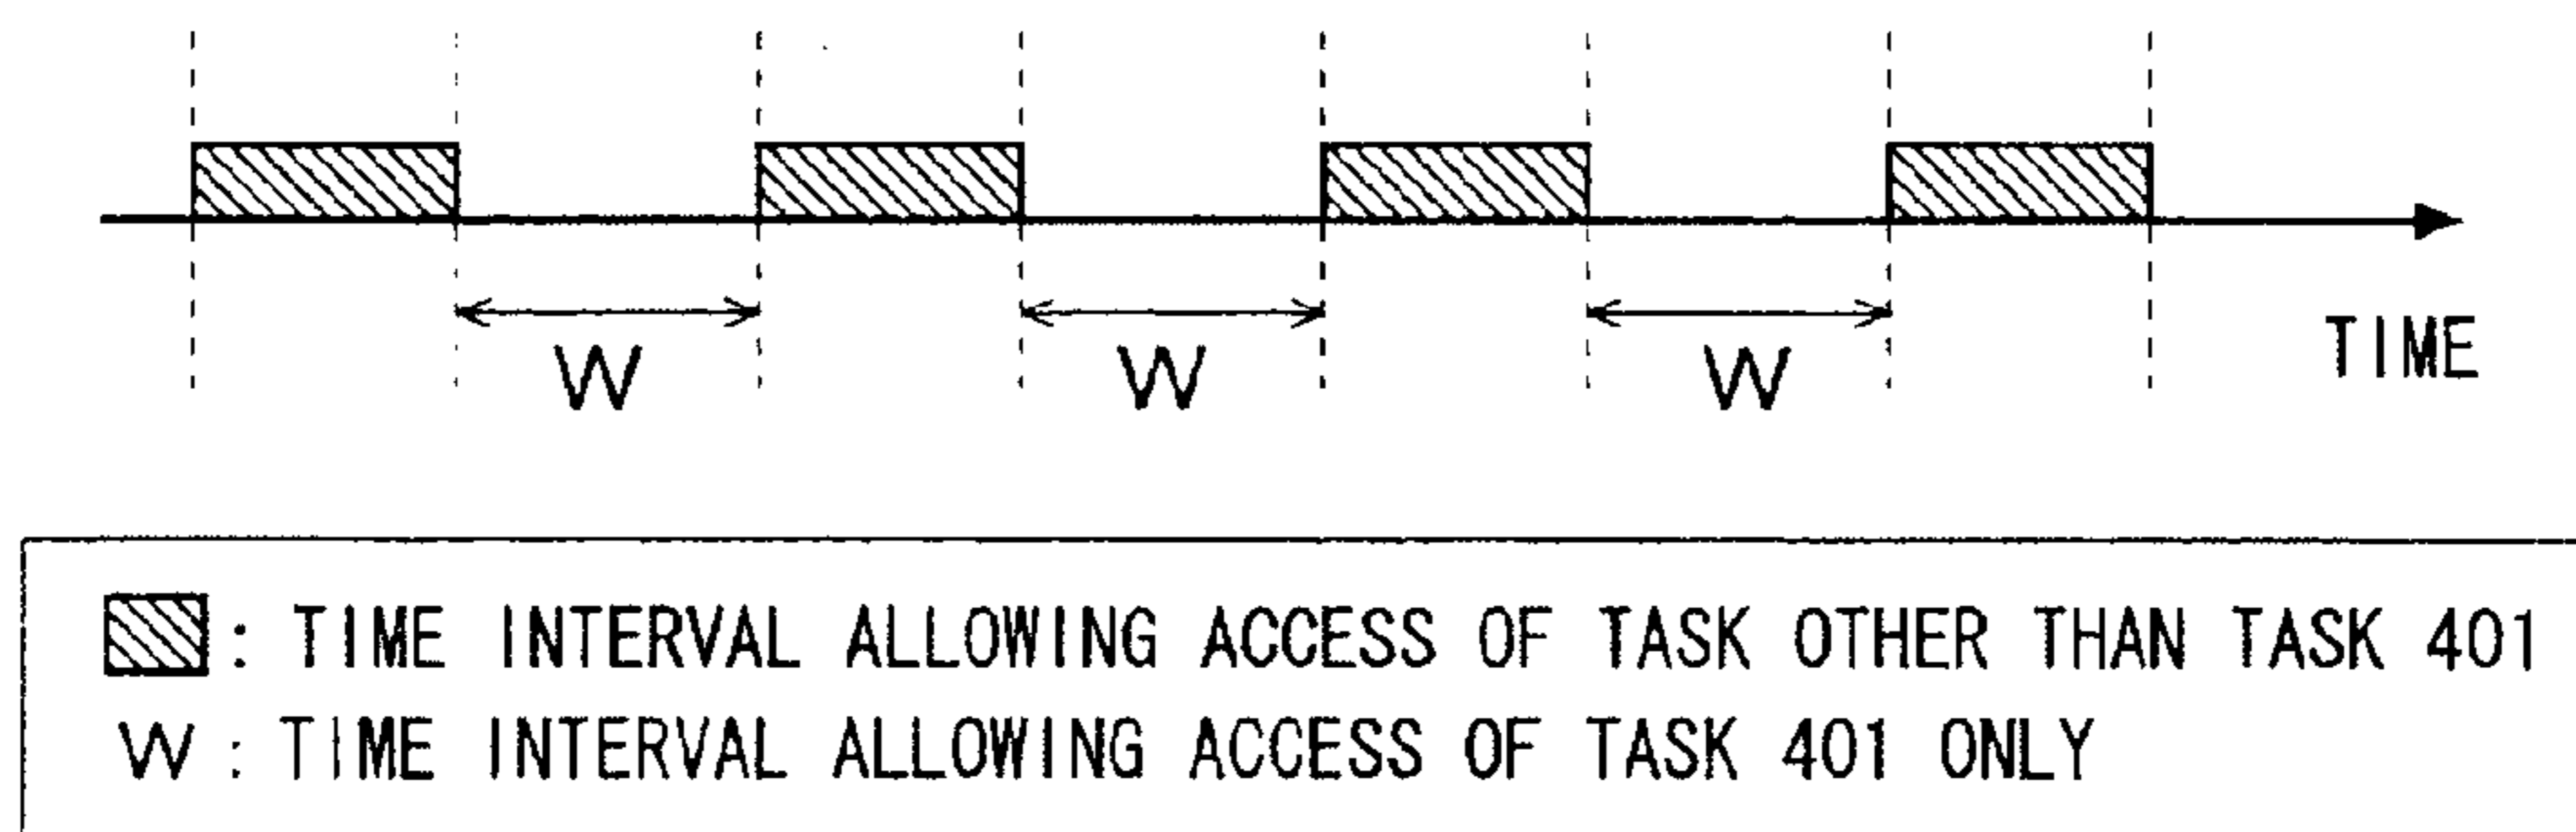 W W W
TIME
: TIME INTERVAL ALLOWING ACCESS OF TASK OTHER THAN TASK 401
W : TIME INTERVAL ALLOWING ACCESS OF TASK 401 ONLY